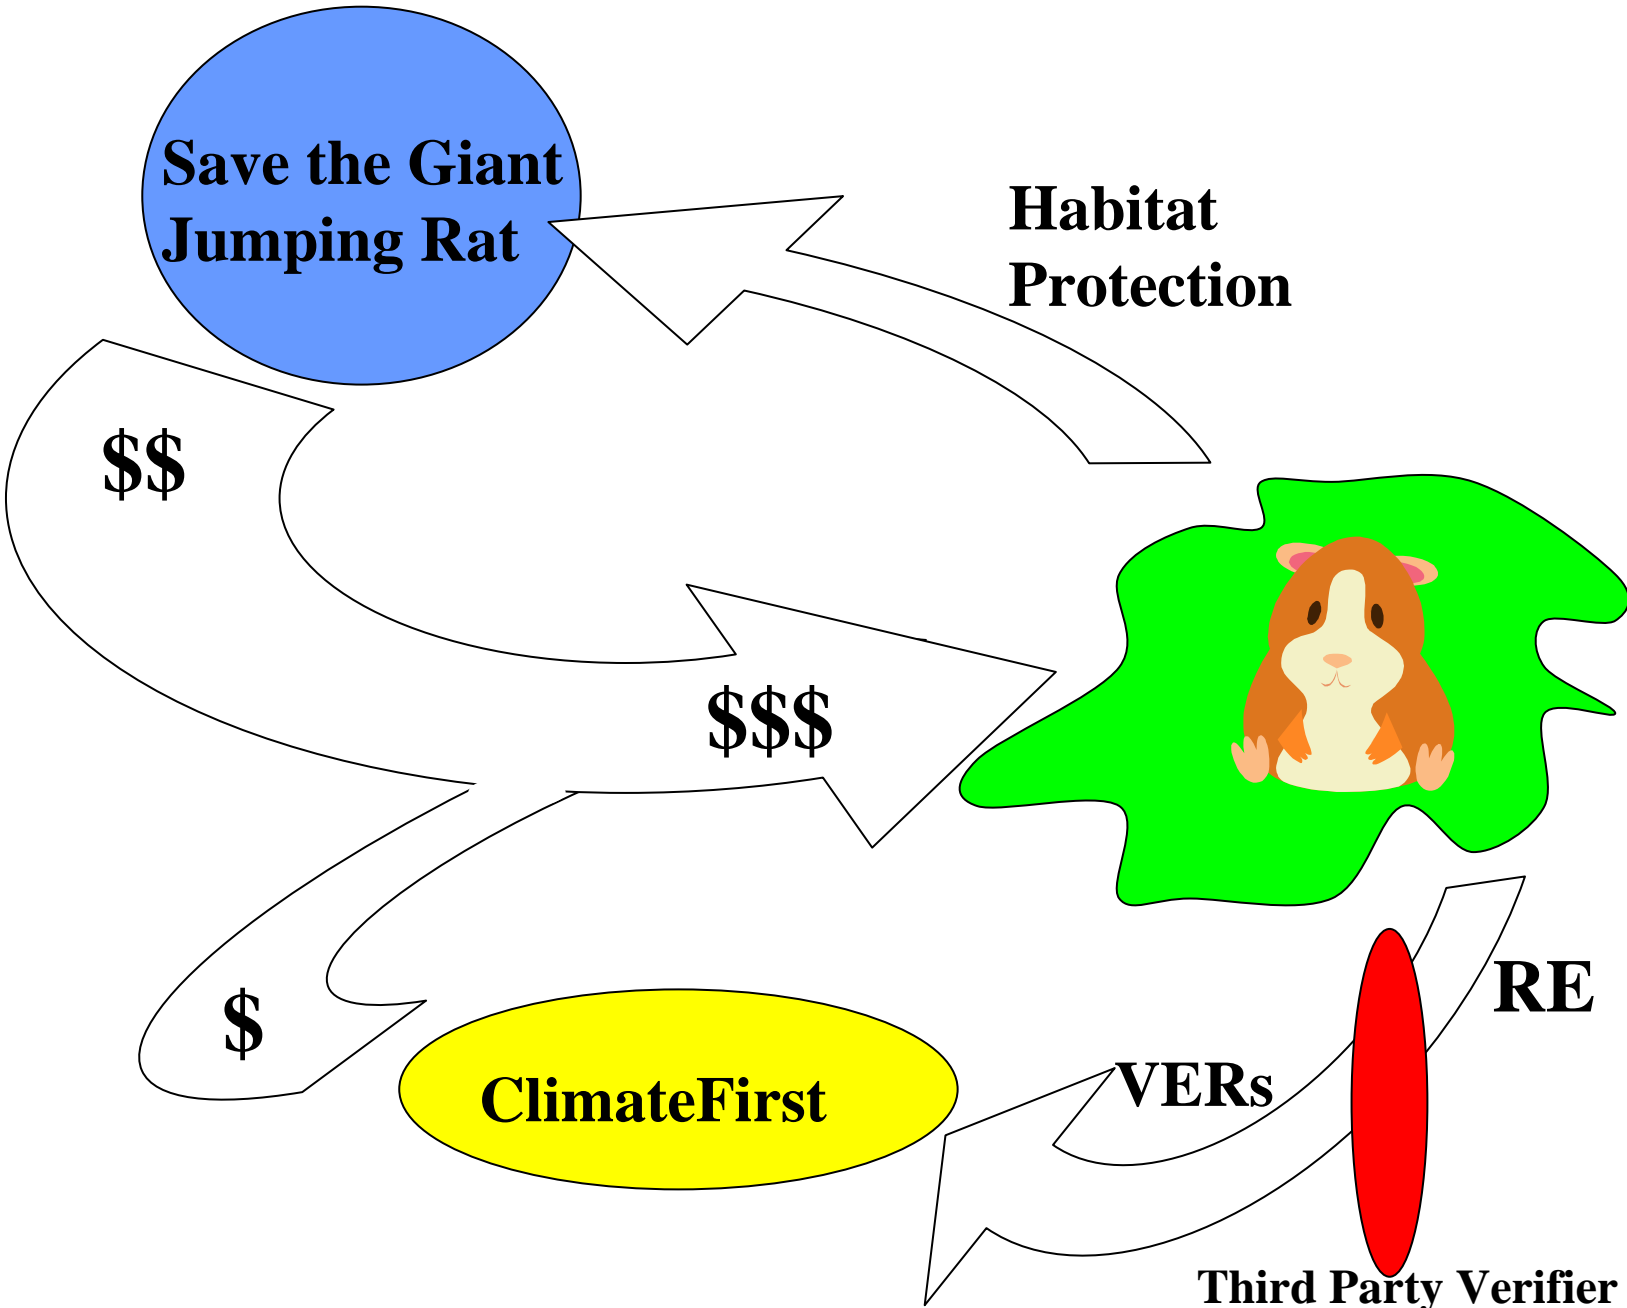 Save the Giant
Jumping Rat
Habitat
Protection
$$
$$$
RE
$
VERs
ClimateFirst
Third Party Verifier